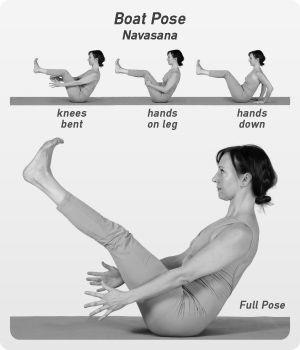 Boat Pose
Navasana
knees
bent
hands
on leg
hands
down
Full Pose